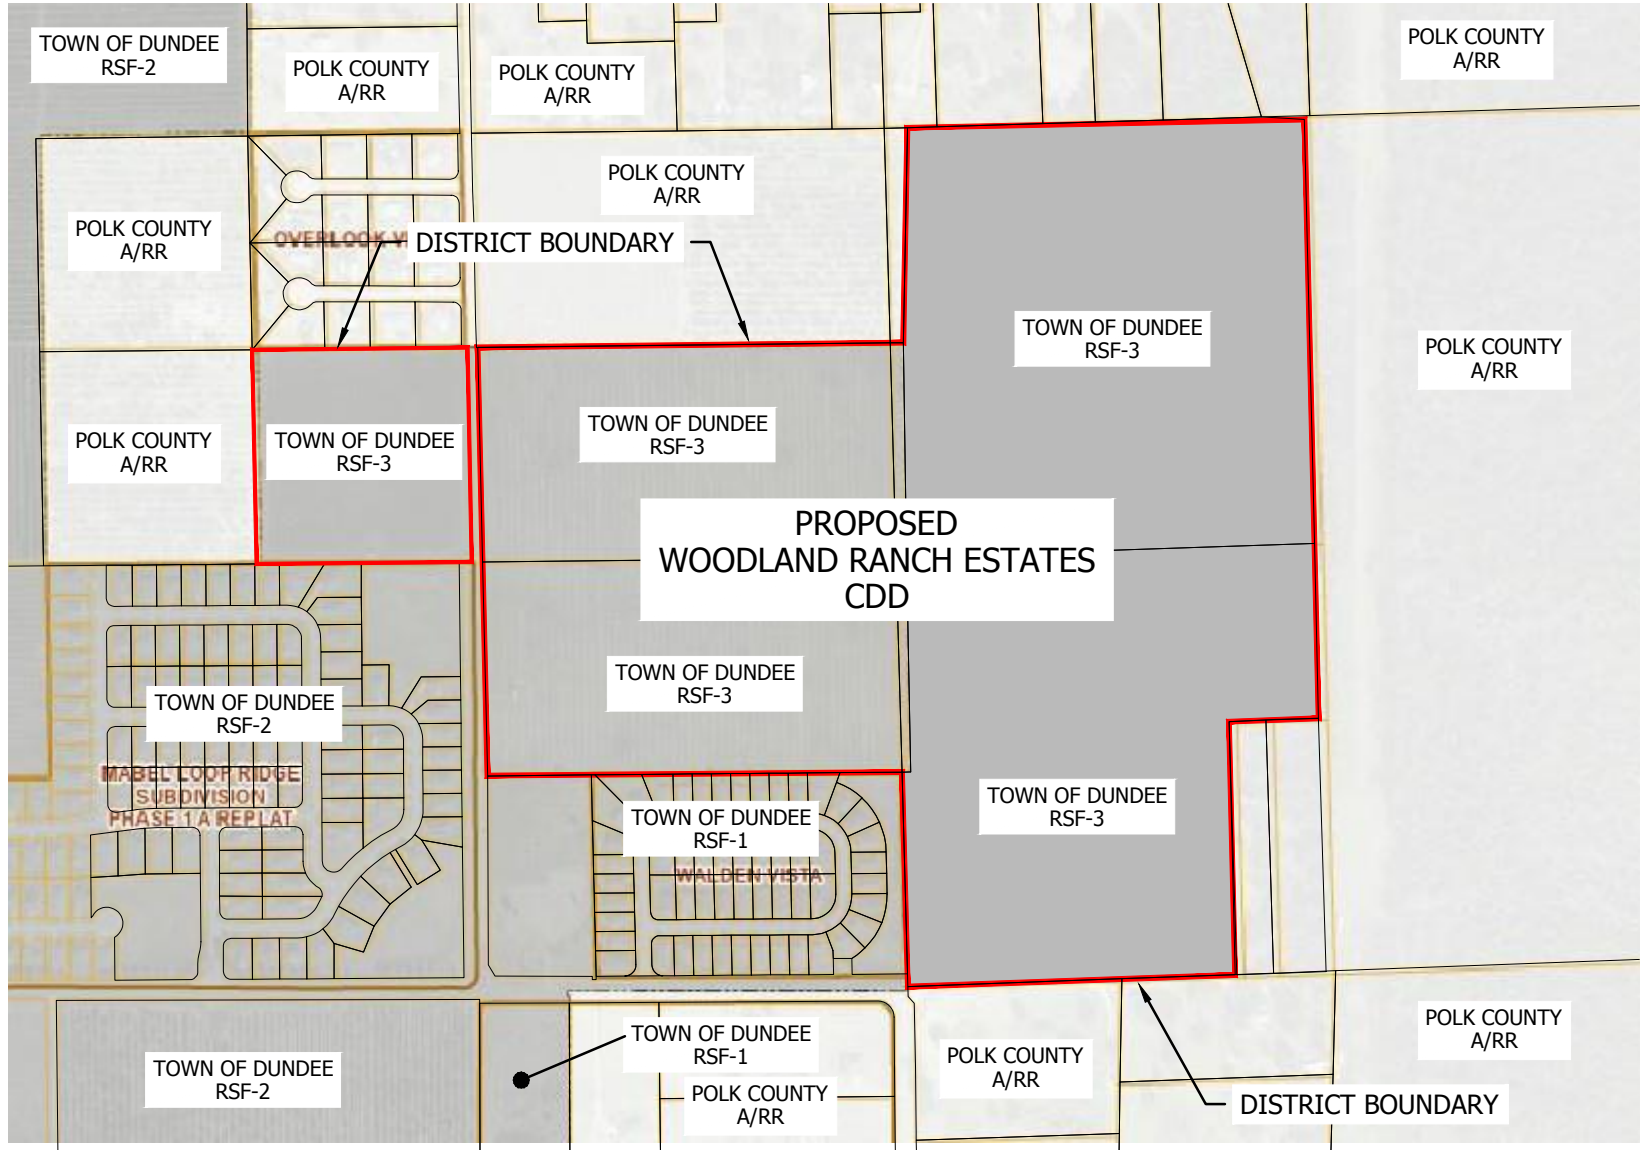 TOWN OF DUNDEE
RSF-2
POLK COUNTY
A/RR
POLK COUNTY
A/RR
POLK COUNTY
A/RR
POLK COUNTY
A/RR
POLK COUNTY
A/RR
OVERLOOK VI
DISTRICT BOUNDARY
TOWN OF DUNDEE
RSF-3
POLK COUNTY
A/RR
POLK COUNTY
A/RR
TOWN OF DUNDEE
RSF-3
TOWN OF DUNDEE
RSF-3
PROPOSED
WOODLAND RANCH ESTATES
CDD
TOWN OF DUNDEE
RSF-3
TOWN OF DUNDEE
RSF-2
MABEL LOOP RIDGE
SUBDIVISION
PHASE 1 A REPLAT
TOWN OF DUNDEE
RSF-1
WALDEN VISTA
TOWN OF DUNDEE
RSF-3
TOWN OF DUNDEE
RSF-2
TOWN OF DUNDEE
RSF-1
POLK COUNTY
A/RR
POLK COUNTY
A/RR
POLK COUNTY
A/RR
DISTRICT BOUNDARY